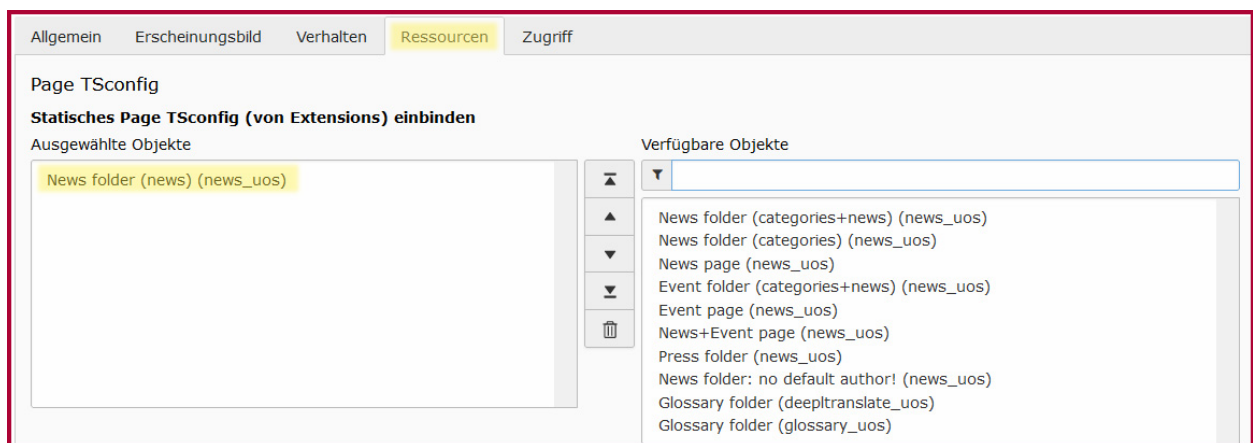 Allgemein Erscheinungsbild Verhalten Ressourcen Zugriff
Page TSconfig
Statisches Page TSconfig (von Extensions) einbinden
Ausgewählte Objekte
News folder (news) (news_uos)
Verfügbare Objekte
News folder (categories+news) (news_uos)
News folder (categories) (news_uos)
News page (news_uos)
Event folder (categories+news) (news_uos)
Event page (news_uos)
News+Event page (news_uos)
Press folder (news_uos)
News folder: no default author! (news_uos)
Glossary folder (deepltranslate_uos)
Glossary folder (glossary_uos)